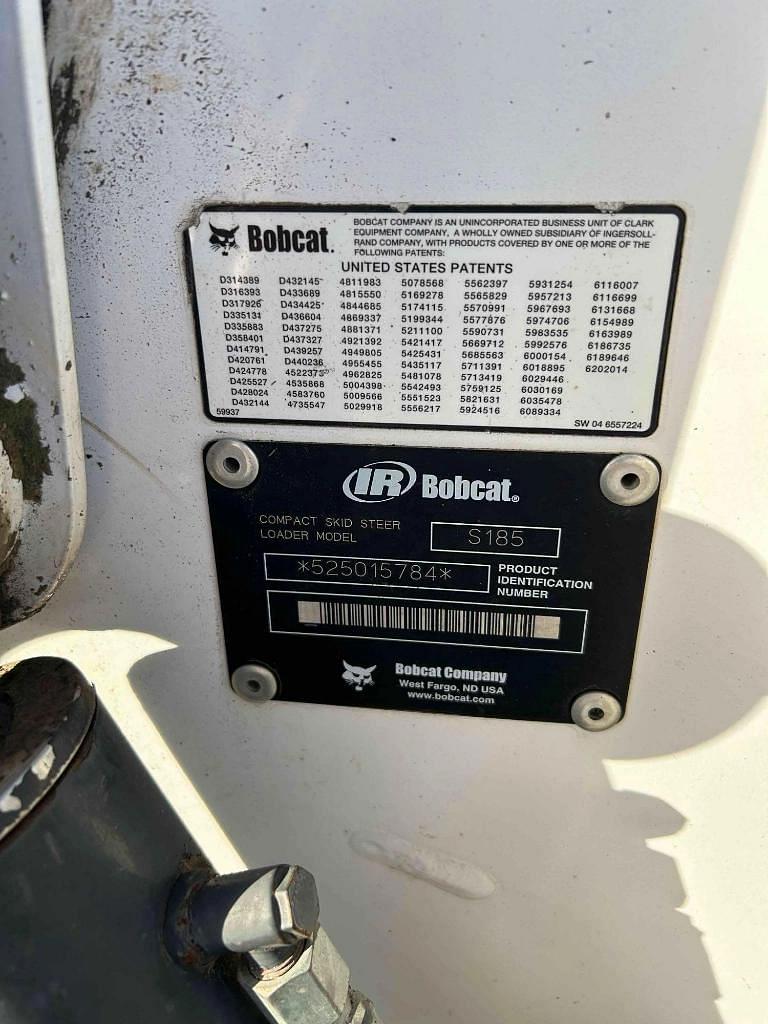 Bobcat.
BOBCAT COMPANY IS AN UNINCORPORATED BUSINESS UNIT OF CLARK
EQUIPMENT COMPANY, A WHOLLY OWNED SUBSIDIARY OF INGERSOLL-
RAND COMPANY, WITH PRODUCTS COVERED BY ONE OR MORE OF THE
FOLLOWING PATENTS:
UNITED STATES PATENTS
D314389 D432145 4811983 5078568 5562397 5931254 6116007
D316393 D433689 4815550 5169278 5565829 5957213 6116699
D317926 D434425 4844685 5174115 5570991 5967693 6131668
D335131 D436604 4869337 5199344 5577876 5974706 6154989
D335883 D437275 4881371 5211100 5590731 5983535 6163989
D358401 D437327 4921392 5421417 5669712 5992576 6186735
D414791 D439257 4949805 5425431 5685563 6000154 6189646
D420761 D440236 4955455 5435117 5711391 6018895 6202014
D424778 4522373 4962825 5481078 5713419 6029446
D425527 4535868 5004398 5542493 5759125 6030169
D428024 4583760 5009566 5551523 5821631 6035478
D432144 4735547 5029918 5556217 5924516 6089334
59937 SW 04 6557224
IR Bobcat®
COMPACT SKID STEER
LOADER MODEL S185
*525015784*
PRODUCT
IDENTIFICATION
NUMBER
Bobcat Company
West Fargo, ND USA
www.bobcat.com